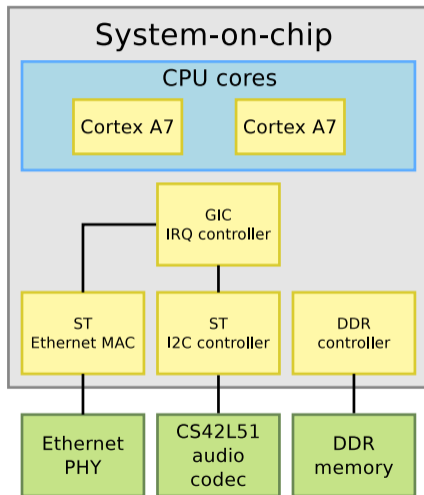 System-on-chip
CPU cores
Cortex A7
Cortex A7
GIC
IRQ controller
ST
Ethernet MAC
ST
I2C controller
DDR
controller
Ethernet
PHY
CS42L51
audio
codec
DDR
memory